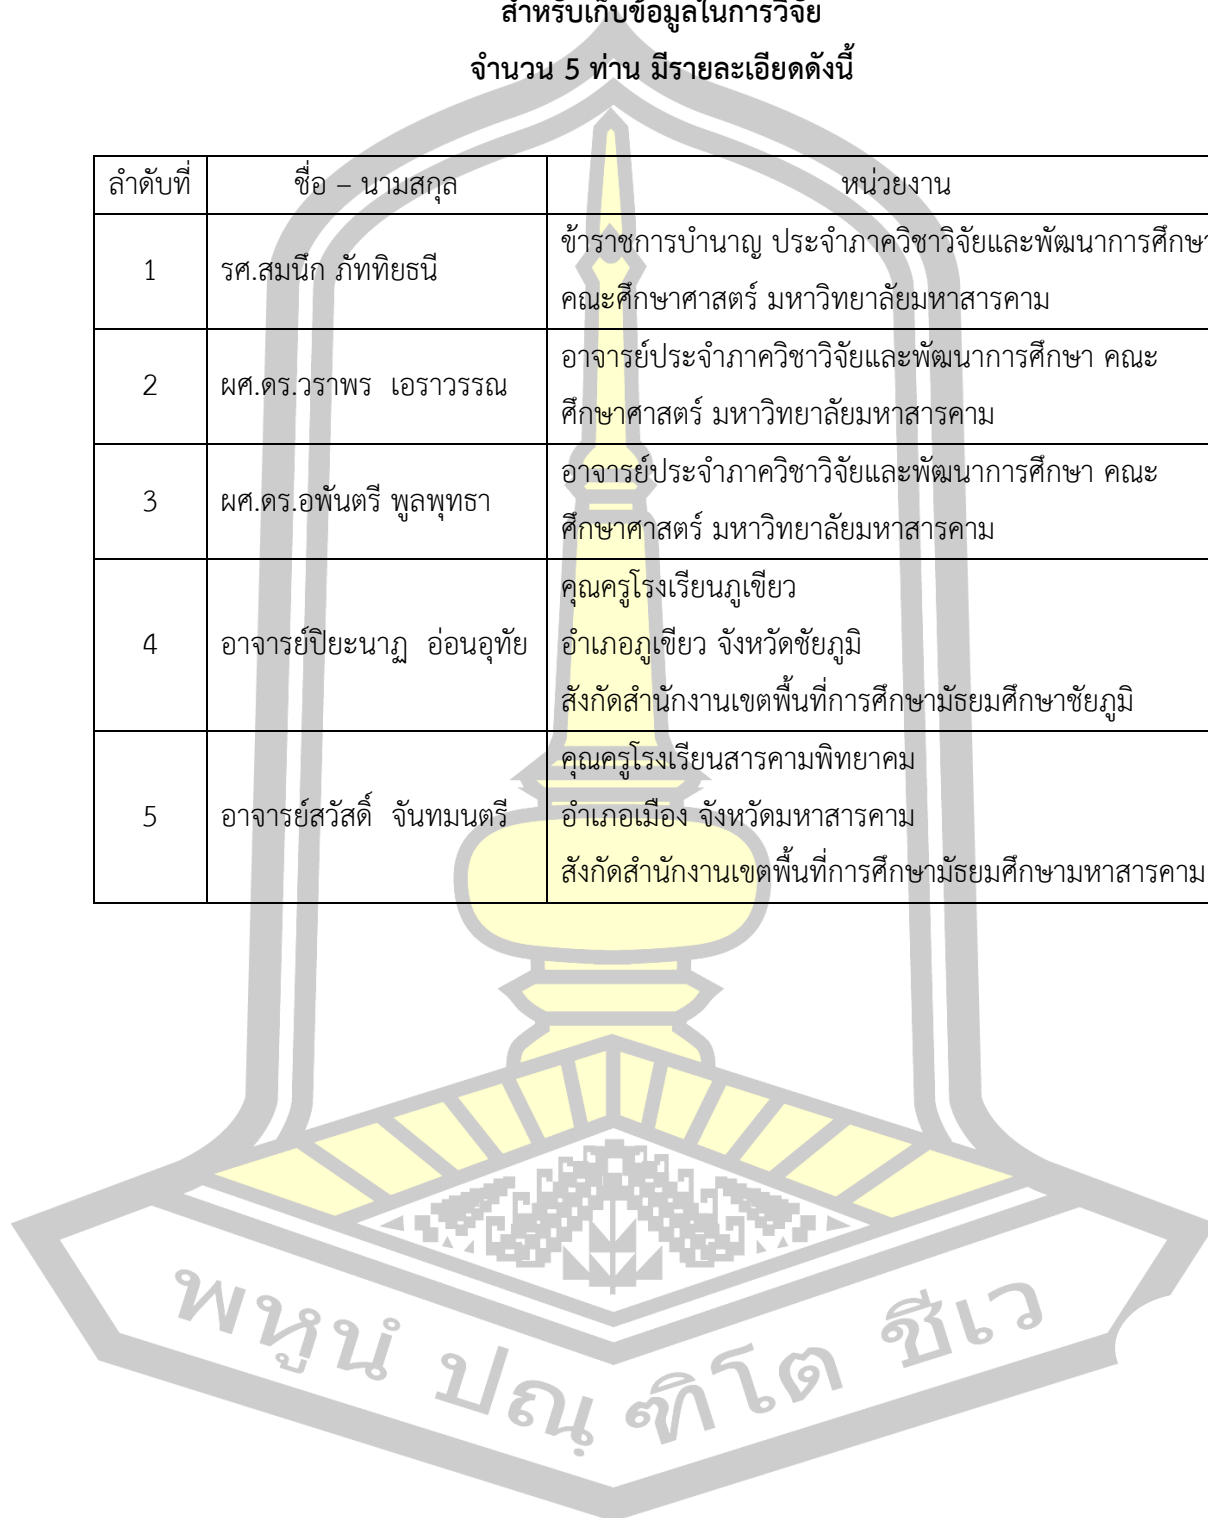 สำหรับเก็บข้อมูลในการวิจัย
จำนวน 5 ท่าน มีรายละเอียดดังนี้
ลำดับที่ ชื่อ – นามสกุล หน่วยงาน
1 รศ.สมนึก ภัททิยธนี ข้าราชการบำนาญ ประจำภาควิชาวิจัยและพัฒนาการศึกษา
คณะศึกษาศาสตร์ มหาวิทยาลัยมหาสารคาม
2 ผศ.ดร.วราพร เอราวรรณ อาจารย์ประจำภาควิชาวิจัยและพัฒนาการศึกษา คณะ
ศึกษาศาสตร์ มหาวิทยาลัยมหาสารคาม
3 ผศ.ดร.อพันตรี พูลพุทธา อาจารย์ประจำภาควิชาวิจัยและพัฒนาการศึกษา คณะ
ศึกษาศาสตร์ มหาวิทยาลัยมหาสารคาม
คุณครูโรงเรียนภูเขียว
4 อาจารย์ปิยะนาฏ อ่อนอุทัย อำเภอภูเขียว จังหวัดชัยภูมิ
สังกัดสำนักงานเขตพื้นที่การศึกษามัธยมศึกษาชัยภูมิ
คุณครูโรงเรียนสารคามพิทยาคม
5 อาจารย์สวัสดิ์ จันทมนตรี อำเภอเมือง จังหวัดมหาสารคาม
สังกัดสำนักงานเขตพื้นที่การศึกษามัธยมศึกษามหาสารคาม
พหูนํ ปณฺฑิโต ชีเว